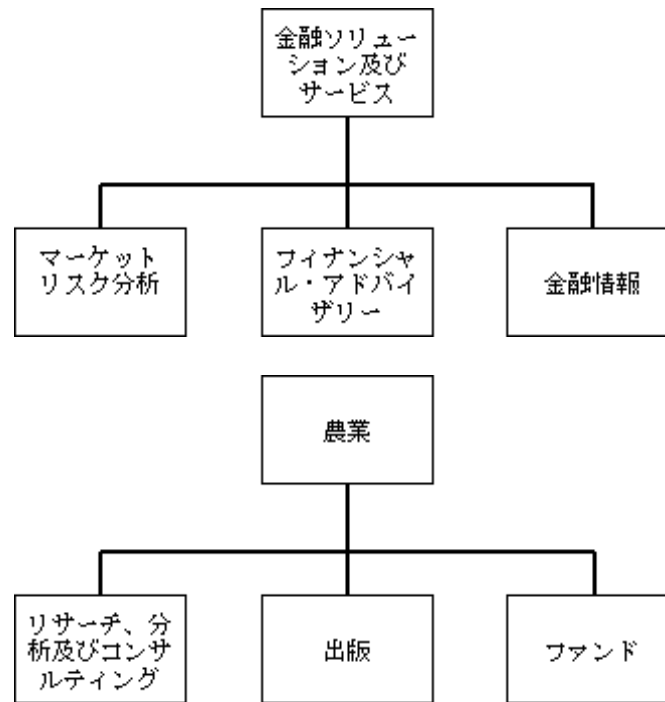 金融ソリュー
ション及び
サービス
マーケット
リスク分析
フィナンシャ
ル・アドバイ
ザリー
金融情報
農業
リサーチ、分
析及びコンサ
ルティング
出版
ファンド